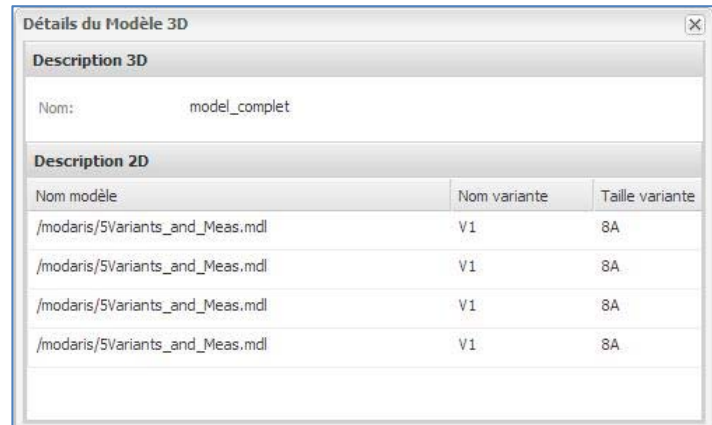 Détails du Modèle 3D
Description 3D
Nom: model_complet
Description 2D
Nom modèle Nom variante Taille variante
/modaris/5Variants_and_Meas.mdl V1 8A
/modaris/5Variants_and_Meas.mdl V1 8A
/modaris/5Variants_and_Meas.mdl V1 8A
/modaris/5Variants_and_Meas.mdl V1 8A